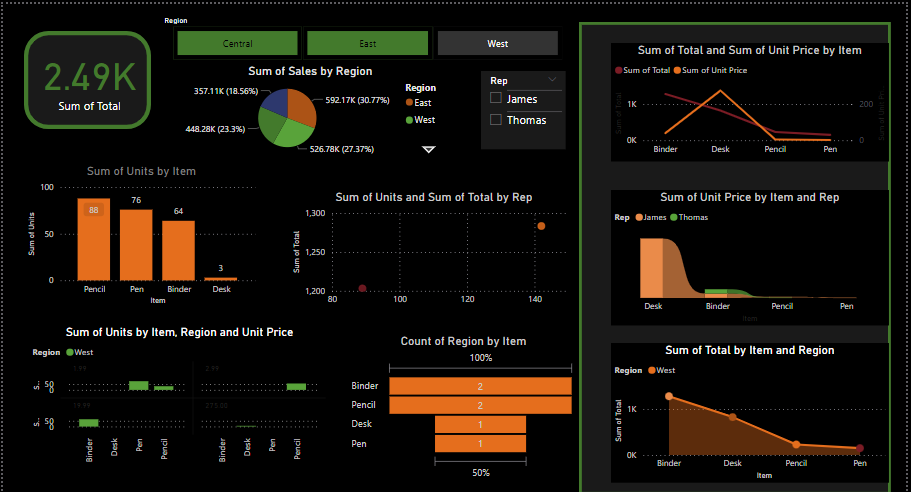 Region
Central
East
West
2.49K
Sum of Total
Sum of Sales by Region
357.11K (18.56%)
592.17K (30.77%)
448.28K (23.3%)
526.78K (27.37%)
Region
East
West
Rep
James
Thomas
Sum of Units by Item
Sum of Units
100
50
0
88
76
64
3
Pencil
Pen
Binder
Desk
Item
Sum of Units and Sum of Total by Rep
Sum of Total
1,300
1,250
1,200
80
100
120
140
Sum of Units by Item, Region and Unit Price
Region
West
1.99
2.99
19.99
275.00
S...
50
0
S...
50
0
Binder
Desk
Pen
Pencil
Binder
Desk
Pen
Pencil
Count of Region by Item
100%
Binder
2
Pencil
2
Desk
1
Pen
1
50%
Sum of Total and Sum of Unit Price by Item
Sum of Total
Sum of Unit Price
Sum of Total
1K
0K
200
0
Sum of Unit Pr...
Binder
Desk
Pencil
Pen
Sum of Unit Price by Item and Rep
Rep
James
Thomas
Desk
Binder
Pencil
Pen
Item
Sum of Total by Item and Region
Region
West
Sum of Total
1K
0K
Binder
Desk
Pencil
Pen
Item